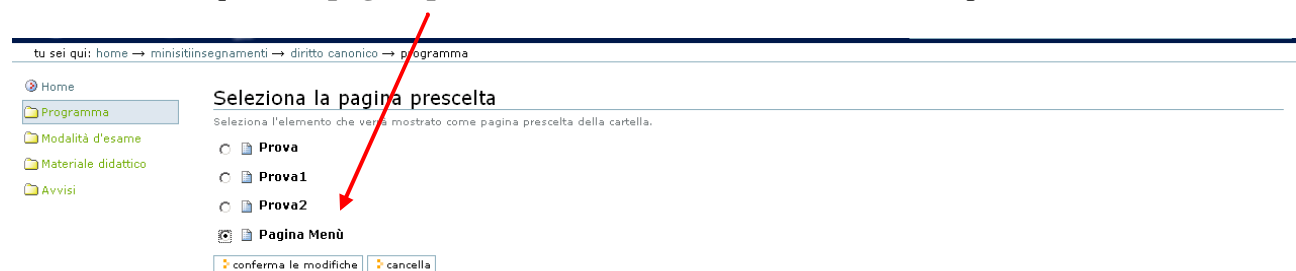 tu sei qui: home → minisitiinsegnamenti → diritto canonico → programma
Home
Programma
Modalità d'esame
Materiale didattico
Avvisi
Seleziona la pagina prescelta
Seleziona l'elemento che verrà mostrato come pagina prescelta della cartella.
Prova
Prova1
Prova2
Pagina Menù
conferma le modifiche
cancella